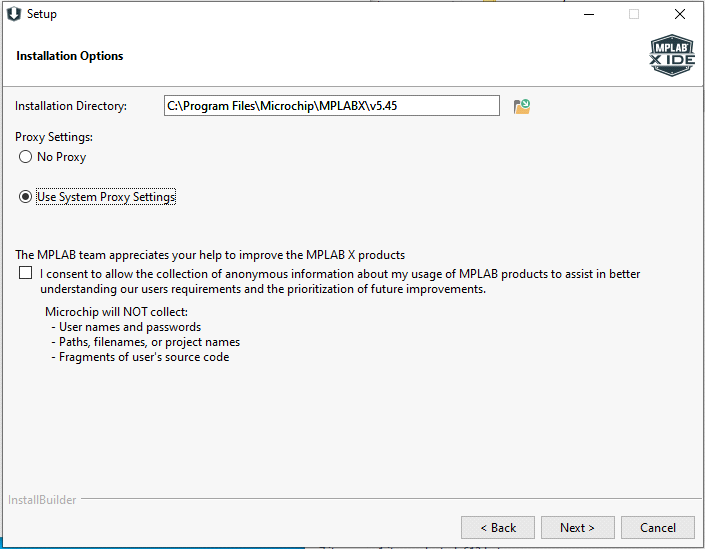 Setup
Installation Options
MPLAB
X IDE
Installation Directory: C:\Program Files\Microchip\MPLABX\v5.45
Proxy Settings:
No Proxy
Use System Proxy Settings
The MPLAB team appreciates your help to improve the MPLAB X products
I consent to allow the collection of anonymous information about my usage of MPLAB products to assist in better
understanding our users requirements and the prioritization of future improvements.
Microchip will NOT collect:
- User names and passwords
- Paths, filenames, or project names
- Fragments of user's source code
InstallBuilder
< Back Next > Cancel